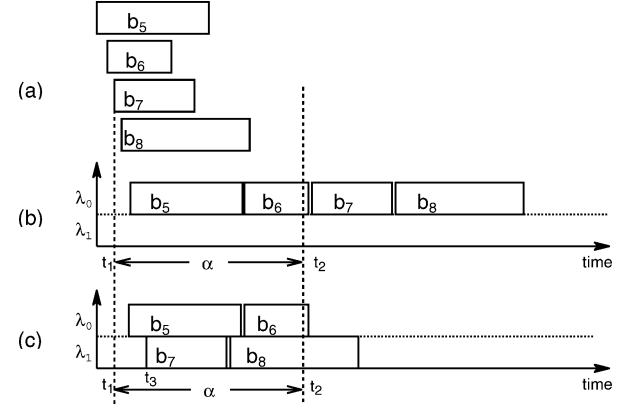 b5
b6
(a)
b7
b8
λ0 b5 b6 b7 b8
(b)
λ1
t1 α t2 time
λ0 b5 b6
(c)
λ1 b7 b8
t1 t3 α t2 time